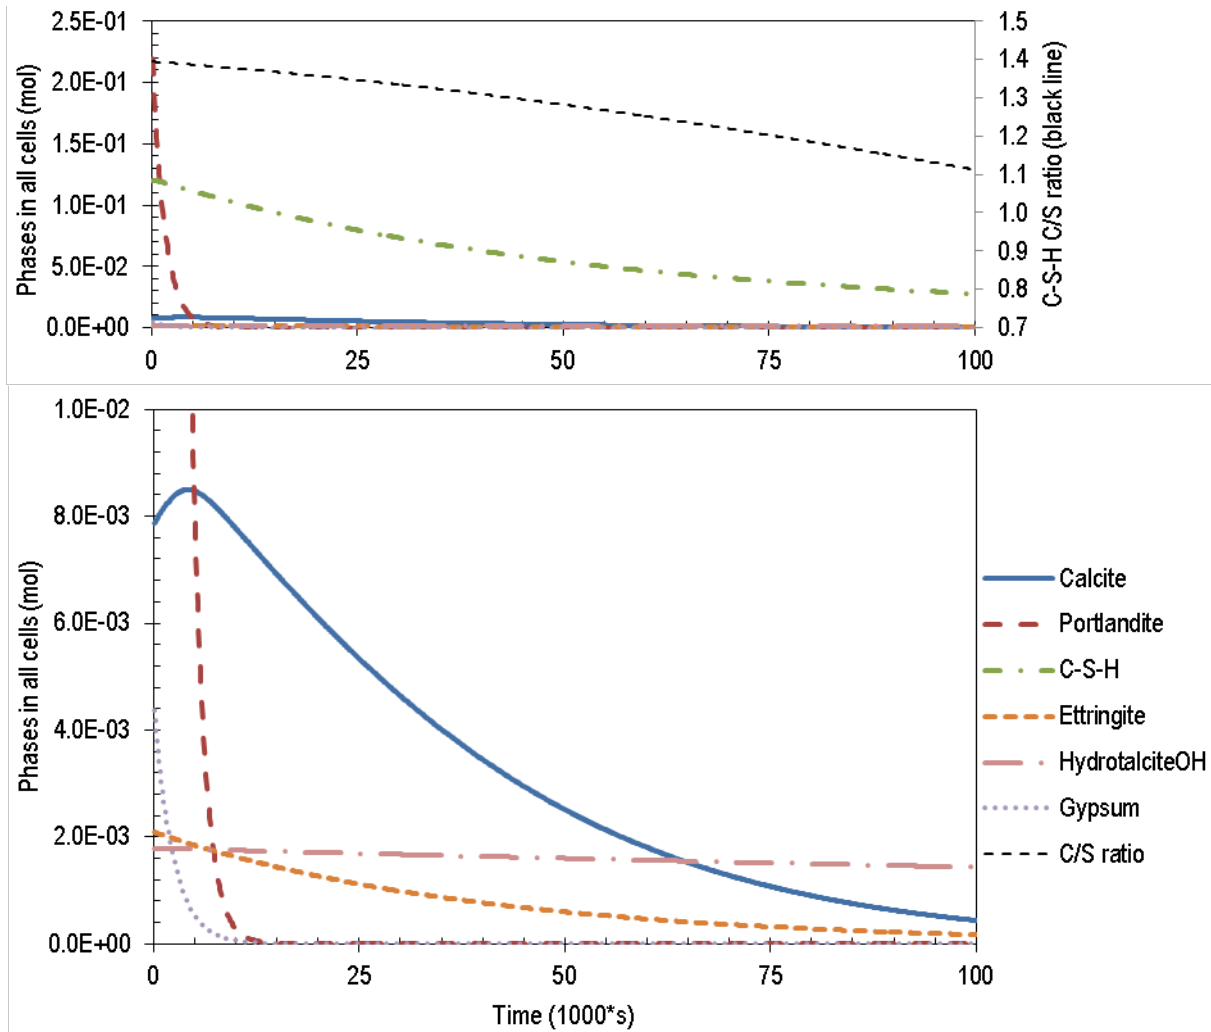 Phases in all cells (mol)
2.5E-01
2.0E-01
1.5E-01
1.0E-01
5.0E-02
0.0E+00
0
25
50
75
100
1.5
1.4
1.3
1.2
1.1
1.0
0.9
0.8
0.7
C-S-H C/S ratio (black line)
Phases in all cells (mol)
1.0E-02
8.0E-03
6.0E-03
4.0E-03
2.0E-03
0.0E+00
0
25
50
75
100
Time (1000*s)
Calcite
Portlandite
C-S-H
Ettringite
HydrotalciteOH
Gypsum
C/S ratio